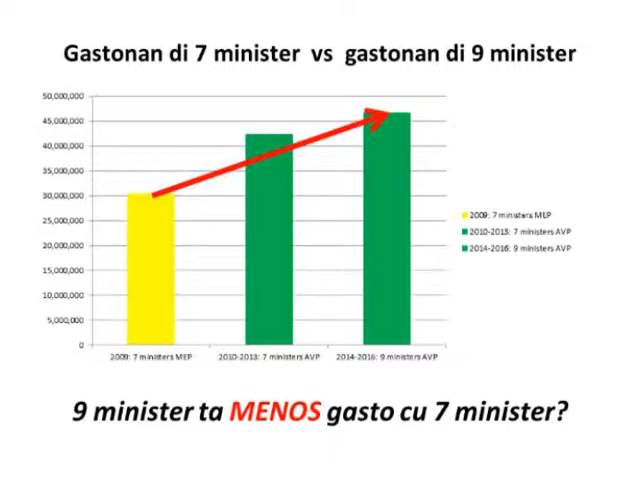 Gastonan di 7 minister vs gastonan di 9 minister
50,000,000
45,000,000
40,000,000
35,000,000
30,000,000
25,000,000
20,000,000
15,000,000
10,000,000
5,000,000
0
2009: 7 ministers MEP
2010-2013: 7 ministers AVP
2014-2016: 9 ministers AVP
2009: 7 ministers MEP
2010-2013: 7 ministers AVP
2014-2016: 9 ministers AVP
9 minister ta MENOS gasto cu 7 minister?